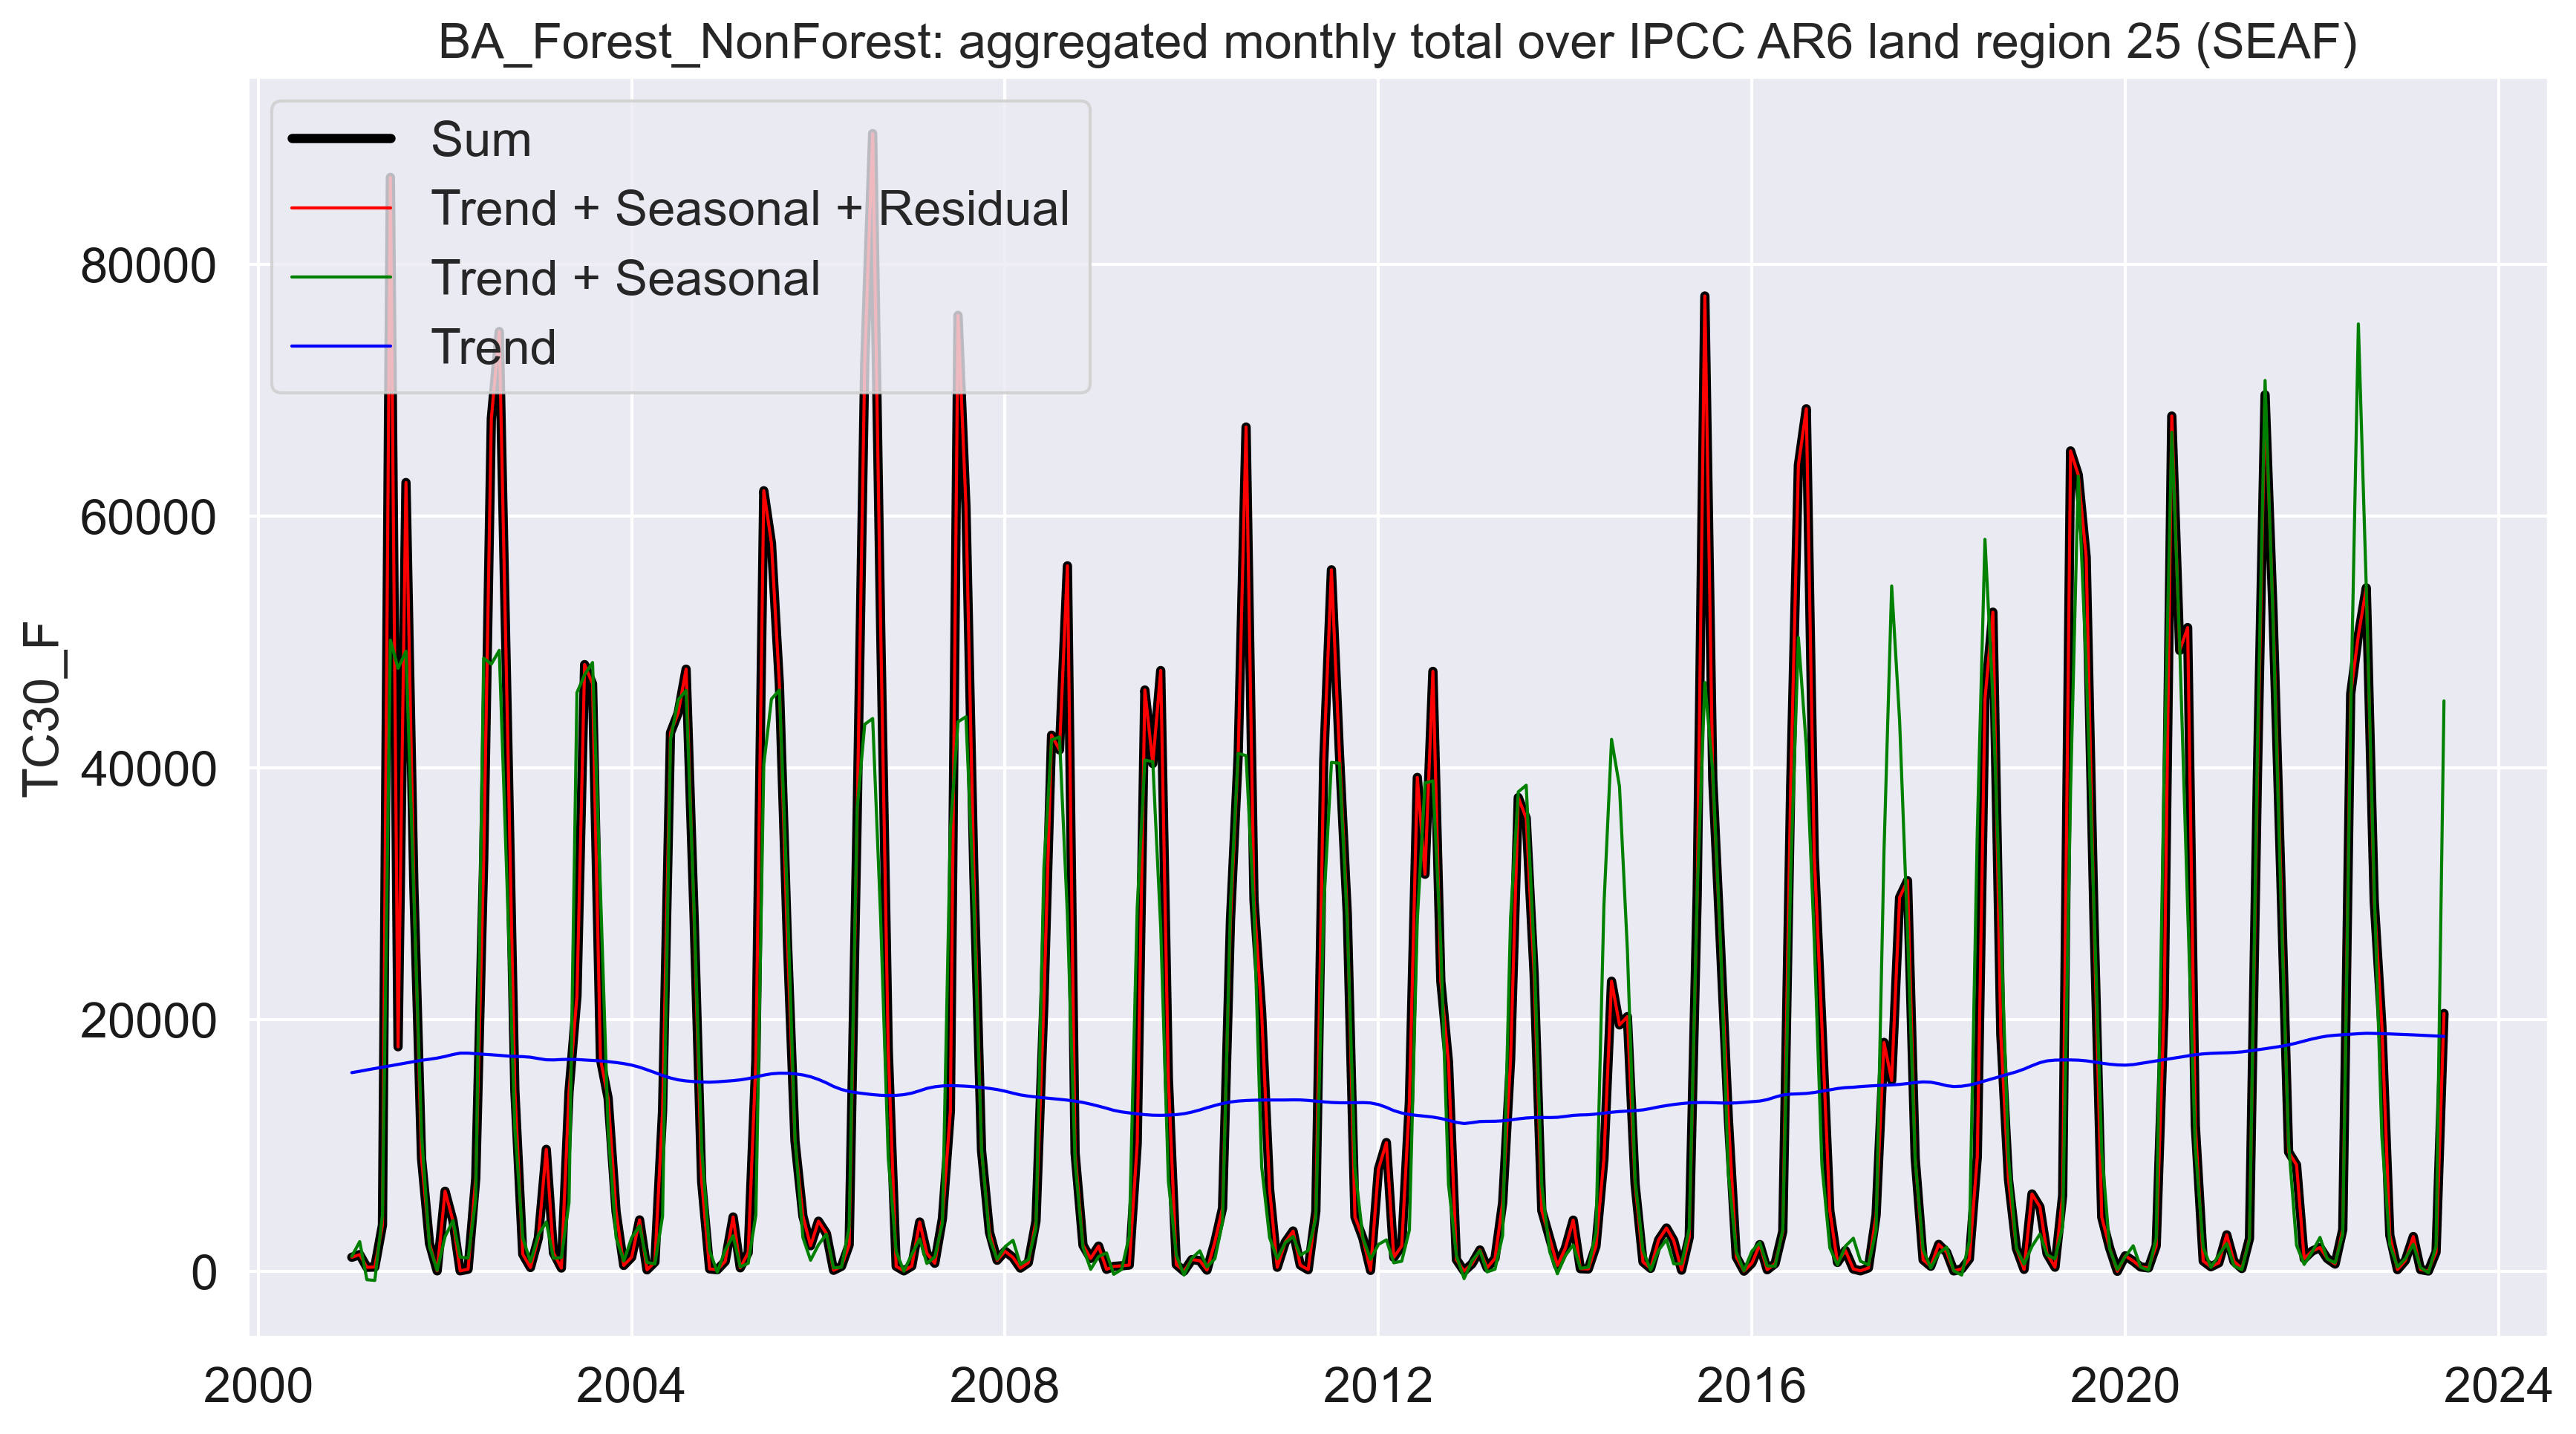 BA_Forest_NonForest: aggregated monthly total over IPCC AR6 land region 25 (SEAF)
Sum
Trend + Seasonal + Residual
Trend + Seasonal
Trend
TC30_F
80000
60000
40000
20000
0
2000 2004 2008 2012 2016 2020 2024